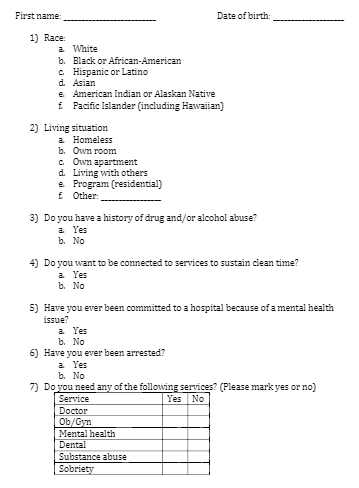 First name: __________________________ Date of birth: ____________________
1) Race:
a. White
b. Black or African-American
c. Hispanic or Latino
d. Asian
e. American Indian or Alaskan Native
f. Pacific Islander (including Hawaiian)
2) Living situation
a. Homeless
b. Own room
c. Own apartment
d. Living with others
e. Program (residential)
f. Other: _________________
3) Do you have a history of drug and/or alcohol abuse?
a. Yes
b. No
4) Do you want to be connected to services to sustain clean time?
a. Yes
b. No
5) Have you ever been committed to a hospital because of a mental health
issue?
a. Yes
b. No
6) Have you ever been arrested?
a. Yes
b. No
7) Do you need any of the following services? (Please mark yes or no)
Service Yes No
Doctor
Ob/Gyn
Mental health
Dental
Substance abuse
Sobriety